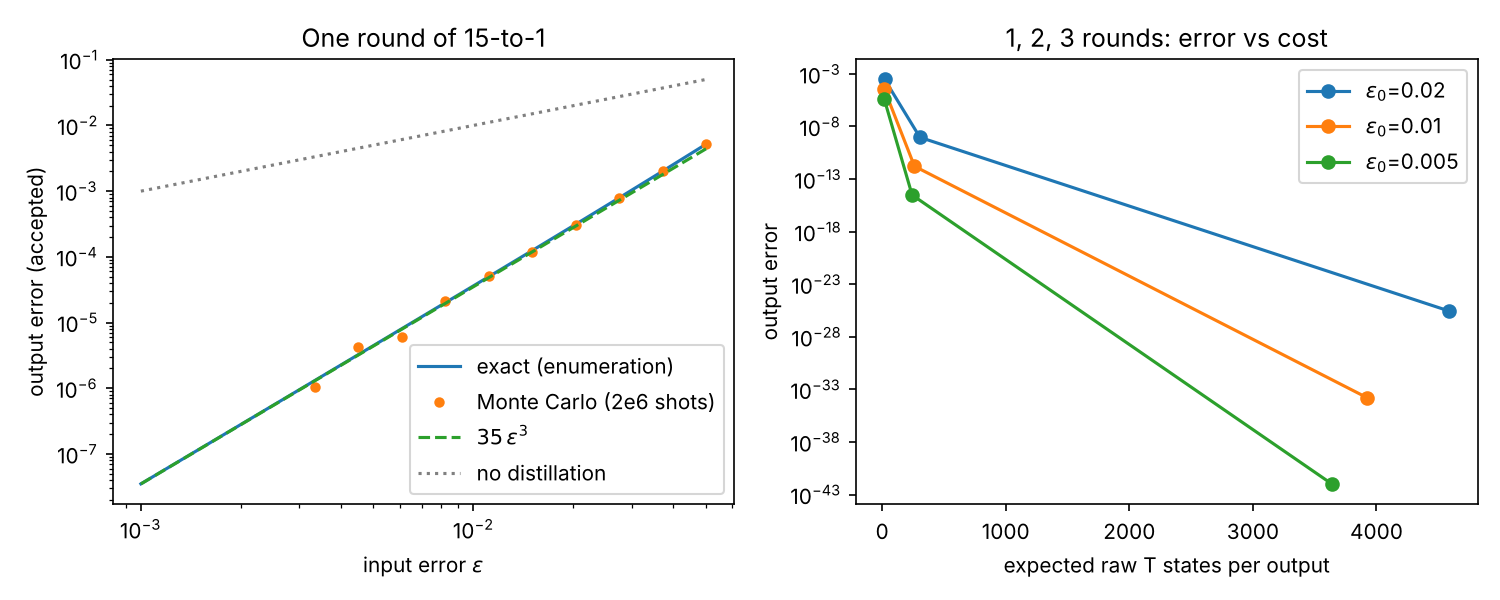 One round of 15-to-1
10⁻¹
10⁻²
10⁻³
10⁻⁴
10⁻⁵
10⁻⁶
10⁻⁷
output error (accepted)
exact (enumeration)
Monte Carlo (2e6 shots)
35 ε³
no distillation
10⁻³
10⁻²
input error ε
1, 2, 3 rounds: error vs cost
10⁻³
10⁻⁸
10⁻¹³
10⁻¹⁸
10⁻²³
10⁻²⁸
10⁻³³
10⁻³⁸
10⁻⁴³
output error
ε₀=0.02
ε₀=0.01
ε₀=0.005
0
1000
2000
3000
4000
expected raw T states per output